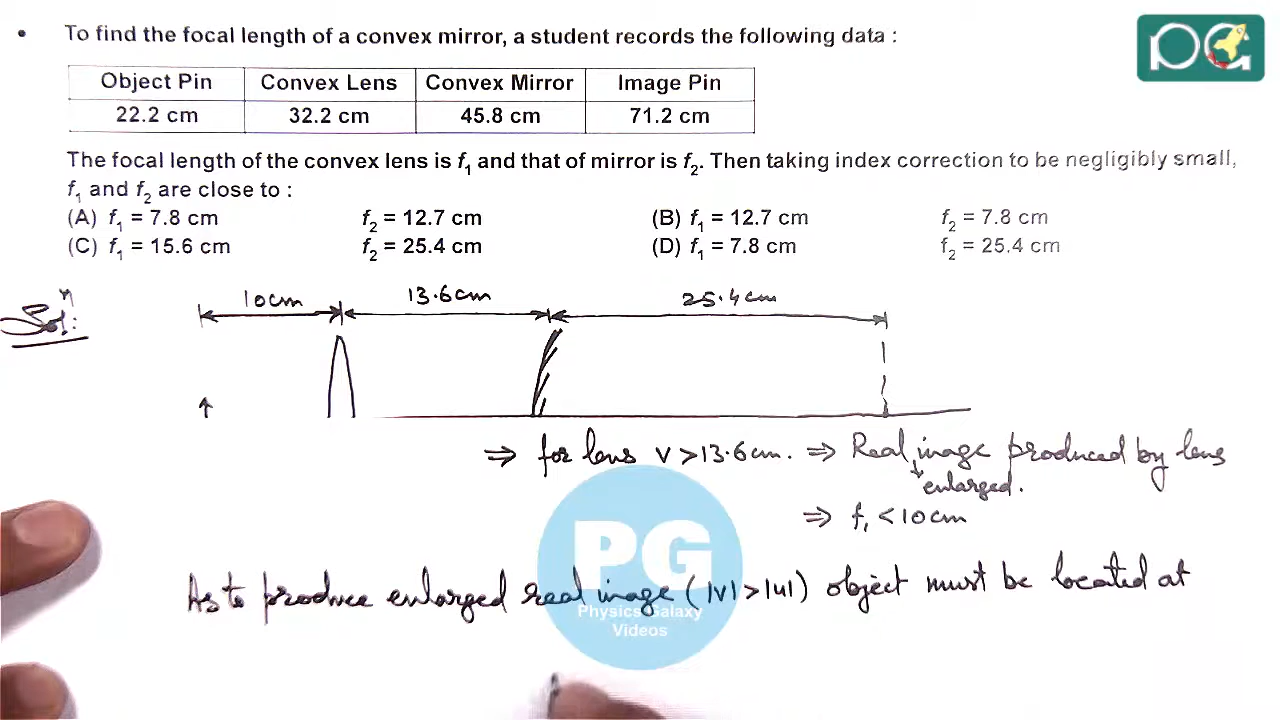 To find the focal length of a convex mirror, a student records the following data :
Object Pin Convex Lens Convex Mirror Image Pin
22.2 cm 32.2 cm 45.8 cm 71.2 cm
The focal length of the convex lens is f₁ and that of mirror is f₂. Then taking index correction to be negligibly small,
f₁ and f₂ are close to :
(A) f₁ = 7.8 cm f₂ = 12.7 cm (B) f₁ = 12.7 cm f₂ = 7.8 cm
(C) f₁ = 15.6 cm f₂ = 25.4 cm (D) f₁ = 7.8 cm f₂ = 25.4 cm
Solⁿ:
10cm 13.6cm 25.4cm
⇒ for lens v > 13.6cm. ⇒ Real image produced by lens
enlarged.
⇒ f₁ < 10cm
As to produce enlarged real image (|v| > |u|) object must be located at
PG
Physics Galaxy
Videos